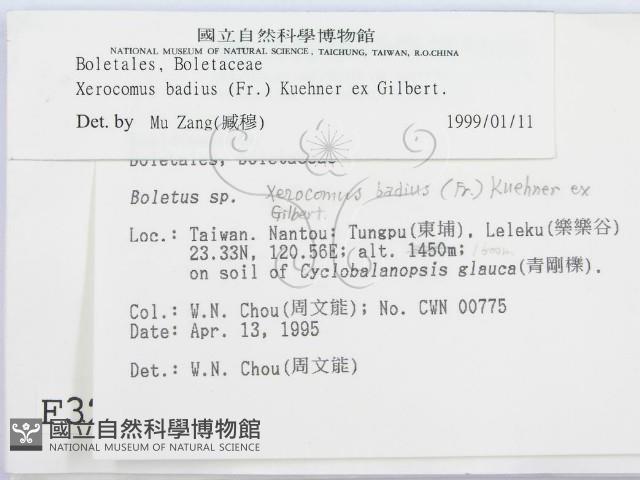 國立自然科學博物館
NATIONAL MUSEUM OF NATURAL SCIENCE, TAICHUNG, TAIWAN, R.O.CHINA
Boletales, Boletaceae
Xerocomus badius (Fr.) Kuehner ex Gilbert.
Det. by Mu Zang(臧穆) 1999/01/11
Boletales, Boletaceae
Boletus sp. Xerocomus badius (Fr.) Kuehner ex
Gilbert.
Loc.: Taiwan. Nantou: Tungpu(東埔), Leleku(樂樂谷)
23.33N, 120.56E; alt. 1450m; 1600m
on soil of Cyclobalanopsis glauca(青剛櫟).
Col.: W.N. Chou(周文能); No. CWN 00775
Date: Apr. 13, 1995
Det.: W.N. Chou(周文能)
國立自然科學博物館
NATIONAL MUSEUM OF NATURAL SCIENCE